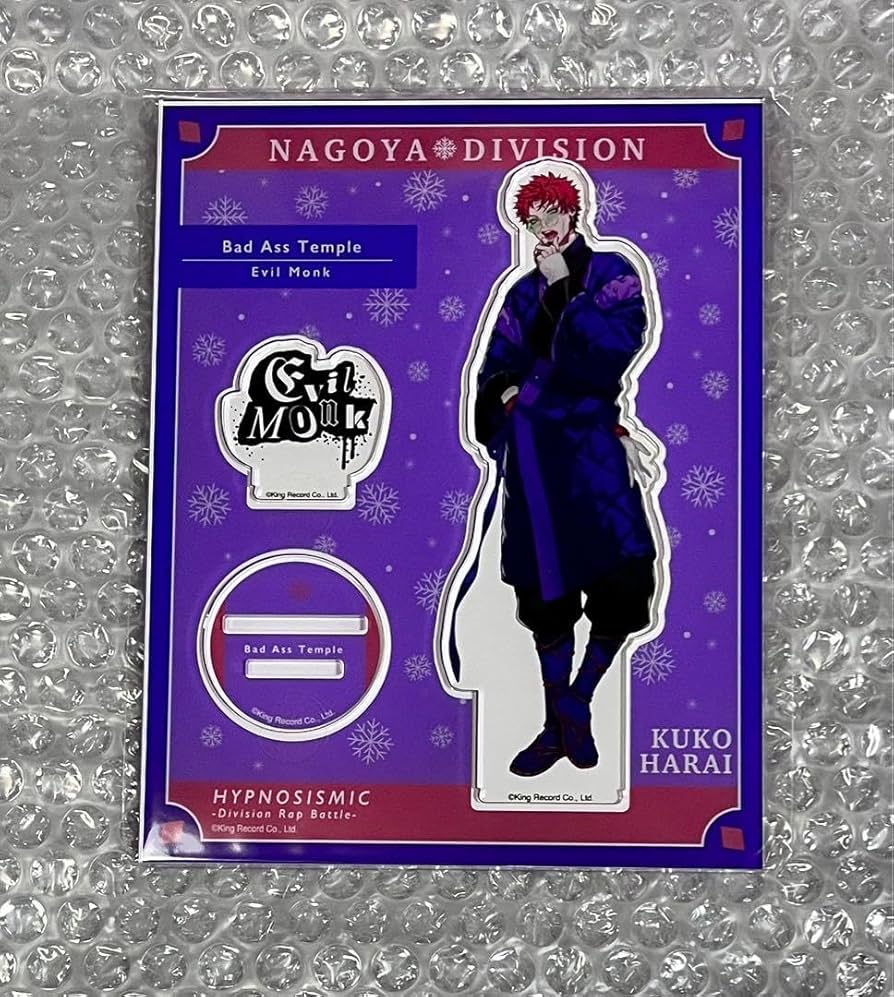 NAGOYA❄DIVISION
Bad Ass Temple
Evil Monk
Evil
MONk
©King Record Co., Ltd.
Bad Ass Temple
©King Record Co., Ltd.
KUKO
HARAI
©King Record Co., Ltd.
HYPNOSISMIC
-Division Rap Battle-
©King Record Co., Ltd.